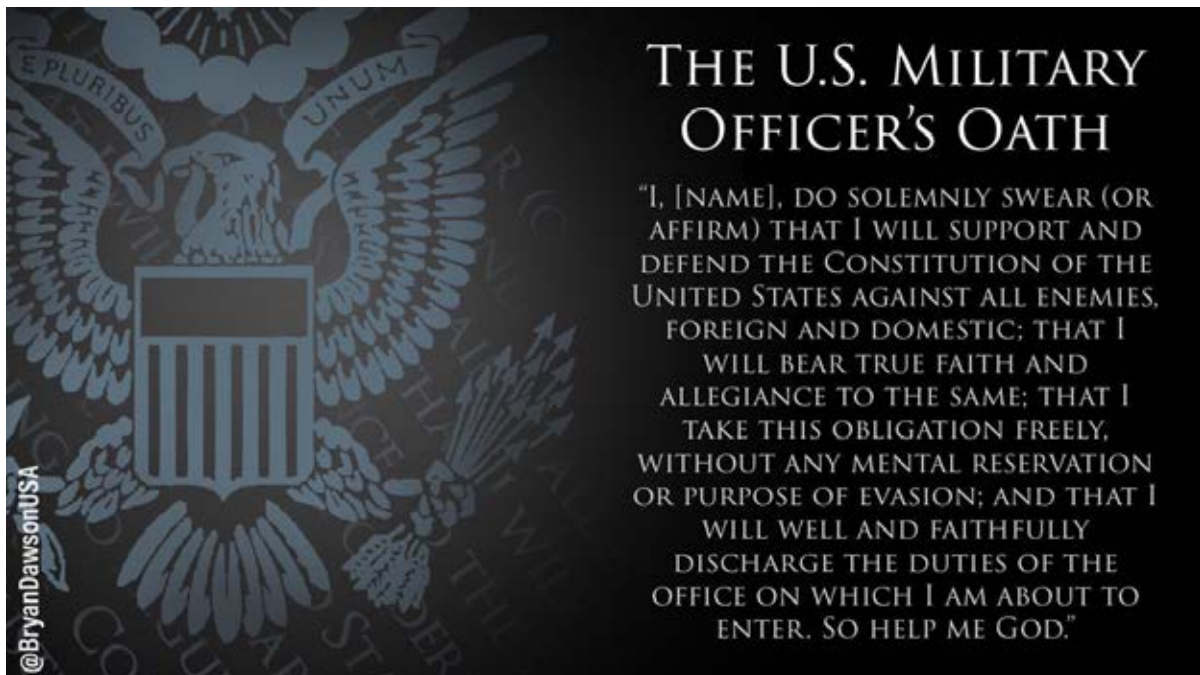 E PLURIBUS
UNUM
THE U.S. MILITARY
OFFICER'S OATH
"I, [NAME], DO SOLEMNLY SWEAR (OR
AFFIRM) THAT I WILL SUPPORT AND
DEFEND THE CONSTITUTION OF THE
UNITED STATES AGAINST ALL ENEMIES,
FOREIGN AND DOMESTIC; THAT I
WILL BEAR TRUE FAITH AND
ALLEGIANCE TO THE SAME; THAT I
TAKE THIS OBLIGATION FREELY,
WITHOUT ANY MENTAL RESERVATION
OR PURPOSE OF EVASION; AND THAT I
WILL WELL AND FAITHFULLY
DISCHARGE THE DUTIES OF THE
OFFICE ON WHICH I AM ABOUT TO
ENTER. SO HELP ME GOD."
@BryanDawsonUSA